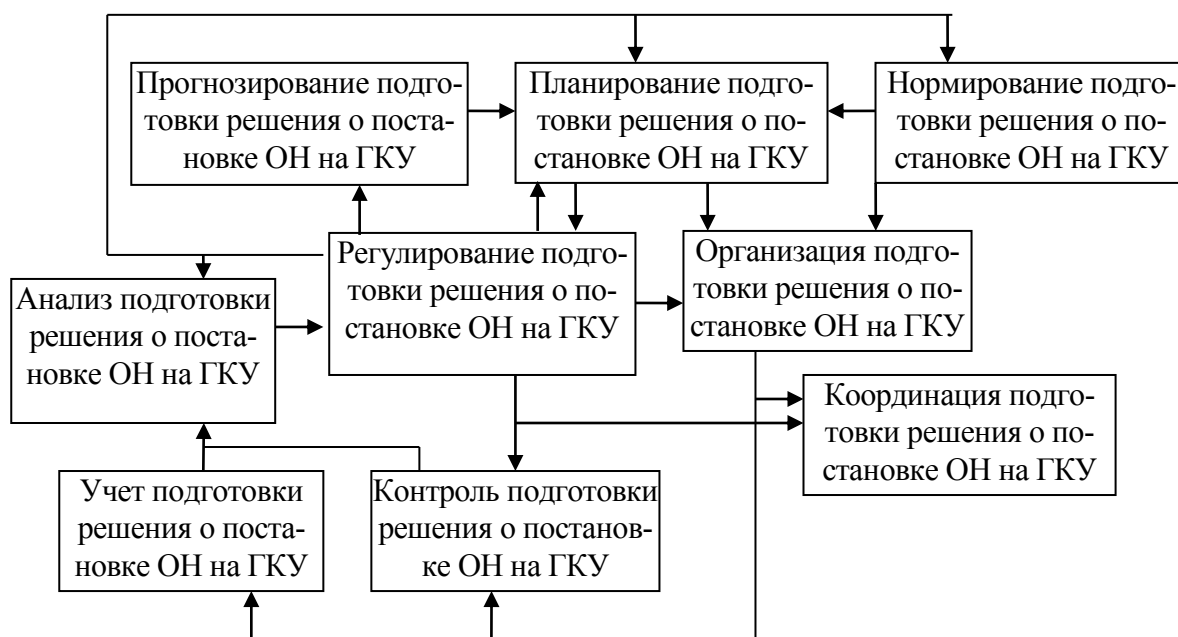 Прогнозирование подго-
товки решения о поста-
новке ОН на ГКУ
Планирование подго-
товки решения о по-
становке ОН на ГКУ
Нормирование подго-
товки решения о по-
становке ОН на ГКУ
Регулирование подго-
товки решения о по-
становке ОН на ГКУ
Организация подго-
товки решения о по-
становке ОН на ГКУ
Анализ подготовки
решения о поста-
новке ОН на ГКУ
Координация подго-
товки решения о по-
становке ОН на ГКУ
Учет подготовки
решения о поста-
новке ОН на ГКУ
Контроль подготовки
решения о постанов-
ке ОН на ГКУ